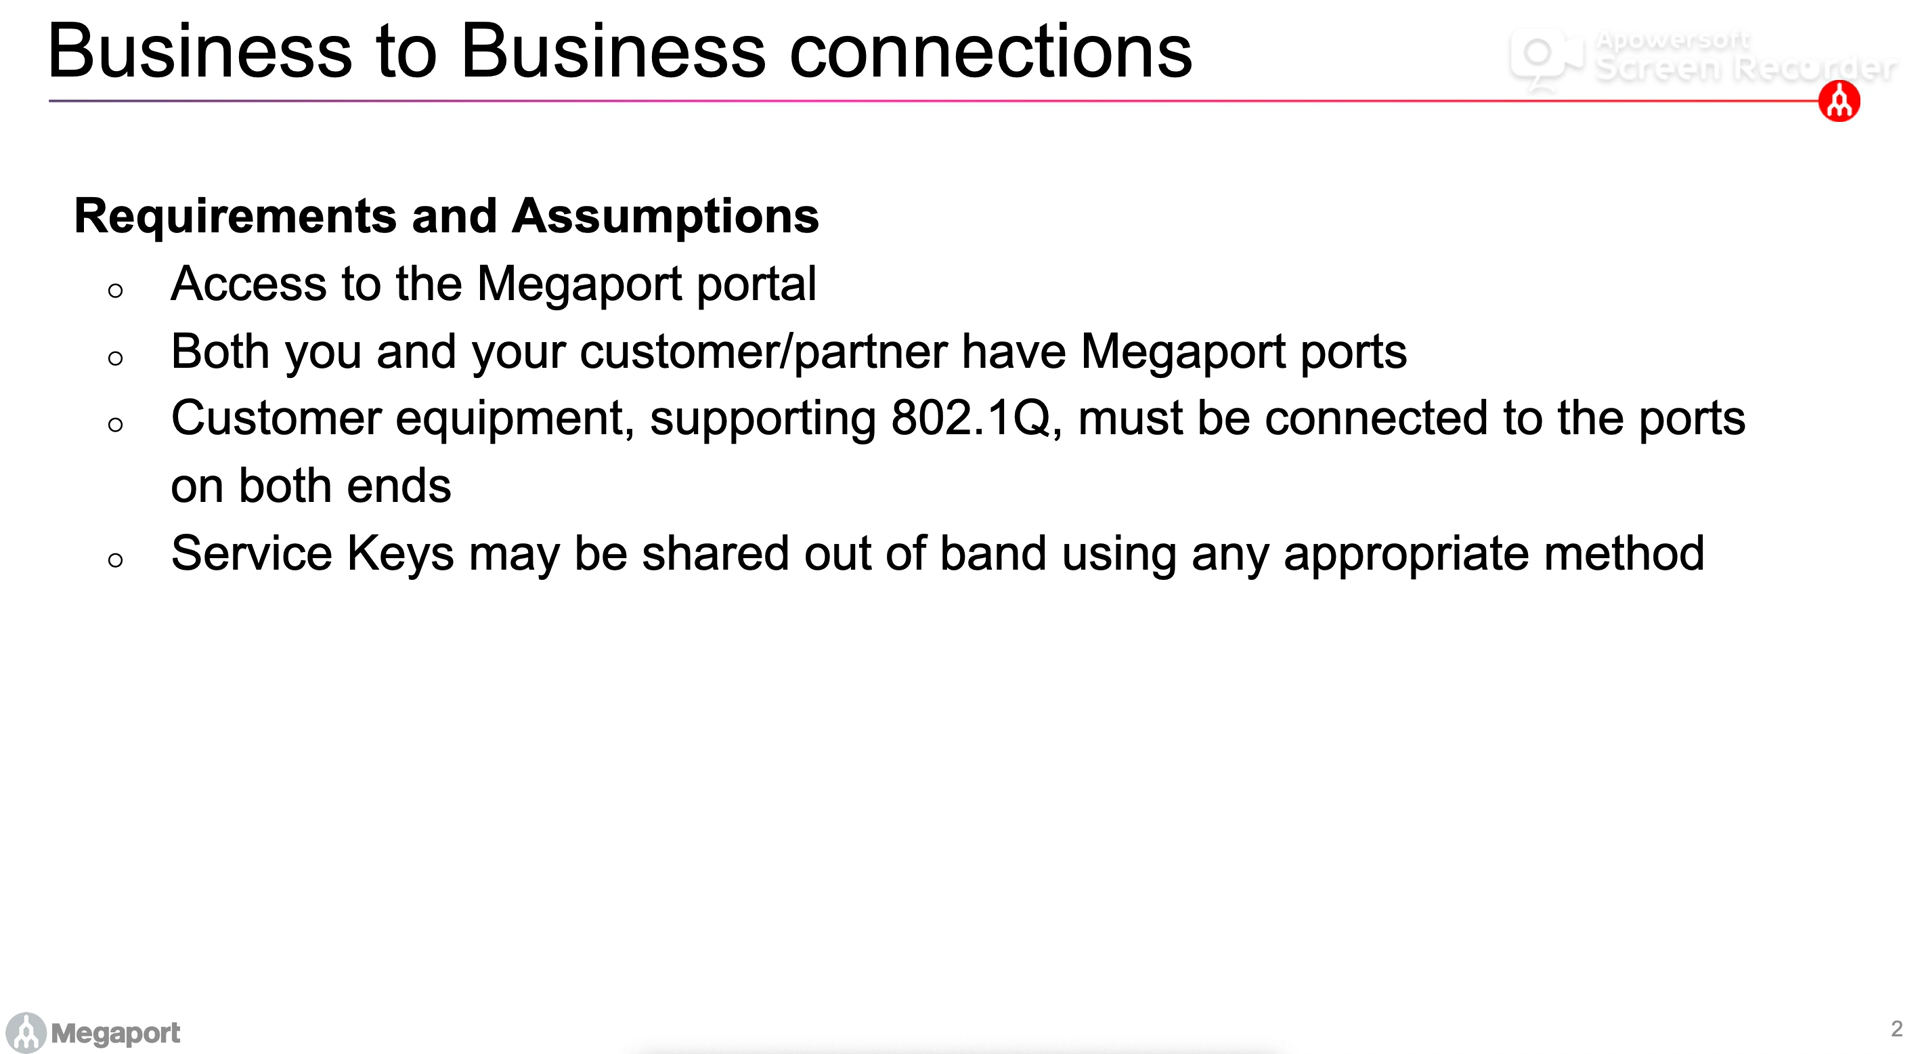 Business to Business connections
Apowersoft
Screen Recorder
Requirements and Assumptions
Access to the Megaport portal
Both you and your customer/partner have Megaport ports
Customer equipment, supporting 802.1Q, must be connected to the ports
on both ends
Service Keys may be shared out of band using any appropriate method
Megaport
2